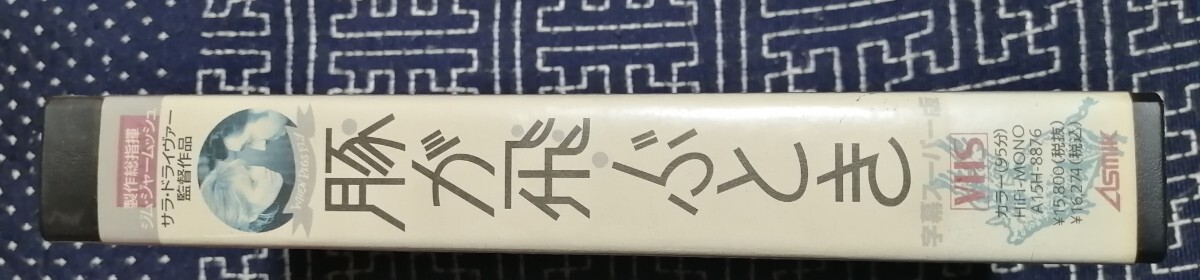 製作総指揮
ジム・ジャームッシュ
サラ・ドライヴァー
監督作品
WHEN PIGS FLY
豚が飛ぶとき
字幕スーパー版
VHS
カラー(95分)
HiFi-MONO
A15H-8876
¥15,800(税抜)
¥16,274(税込)
Asmik